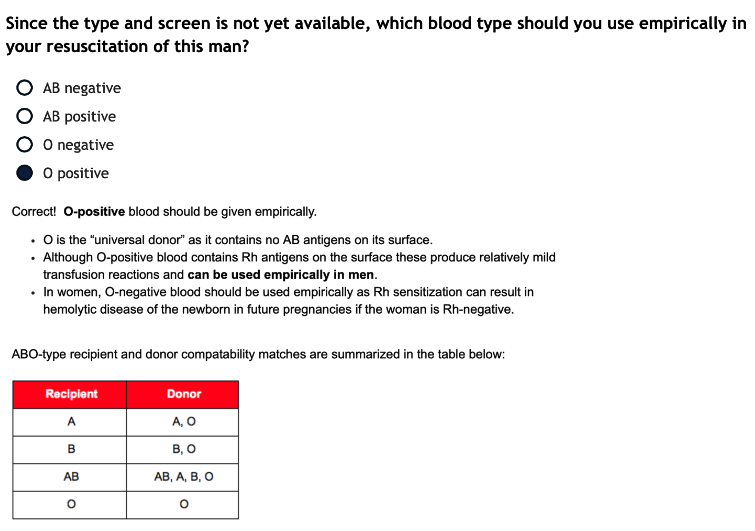 Since the type and screen is not yet available, which blood type should you use empirically in
your resuscitation of this man?
AB negative
AB positive
O negative
O positive
Correct! O-positive blood should be given empirically.
• O is the "universal donor" as it contains no AB antigens on its surface.
• Although O-positive blood contains Rh antigens on the surface these produce relatively mild
transfusion reactions and can be used empirically in men.
• In women, O-negative blood should be used empirically as Rh sensitization can result in
hemolytic disease of the newborn in future pregnancies if the woman is Rh-negative.
ABO-type recipient and donor compatability matches are summarized in the table below:
Recipient Donor
A A, O
B B, O
AB AB, A, B, O
O O